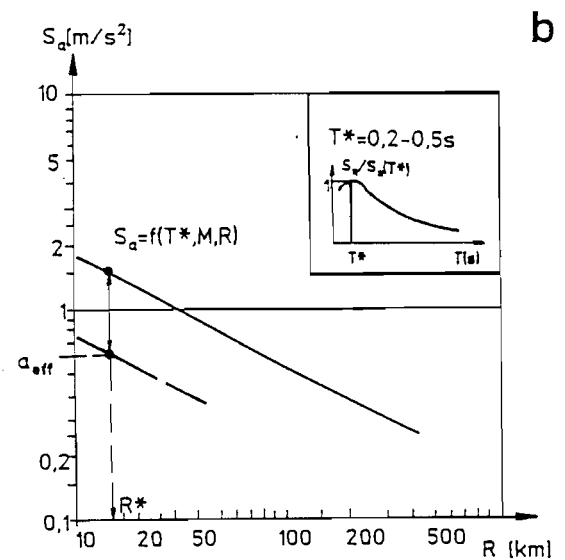 b
Sₐ[m/s²]
10
5
2
1
0,2
0,1
a_eff
Sₐ=f(T*,M,R)
R*
10 20 50 100 200 500
R [km]
T*=0,2-0,5s
Sₐ/Sₐ(T*)
1
T*
T(s)